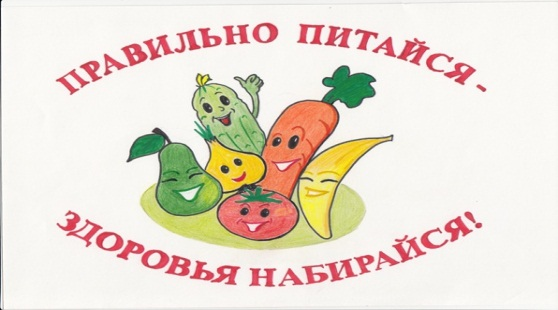 ПРАВИЛЬНО ПИТАЙСЯ -
ЗДОРОВЬЯ НАБИРАЙСЯ!